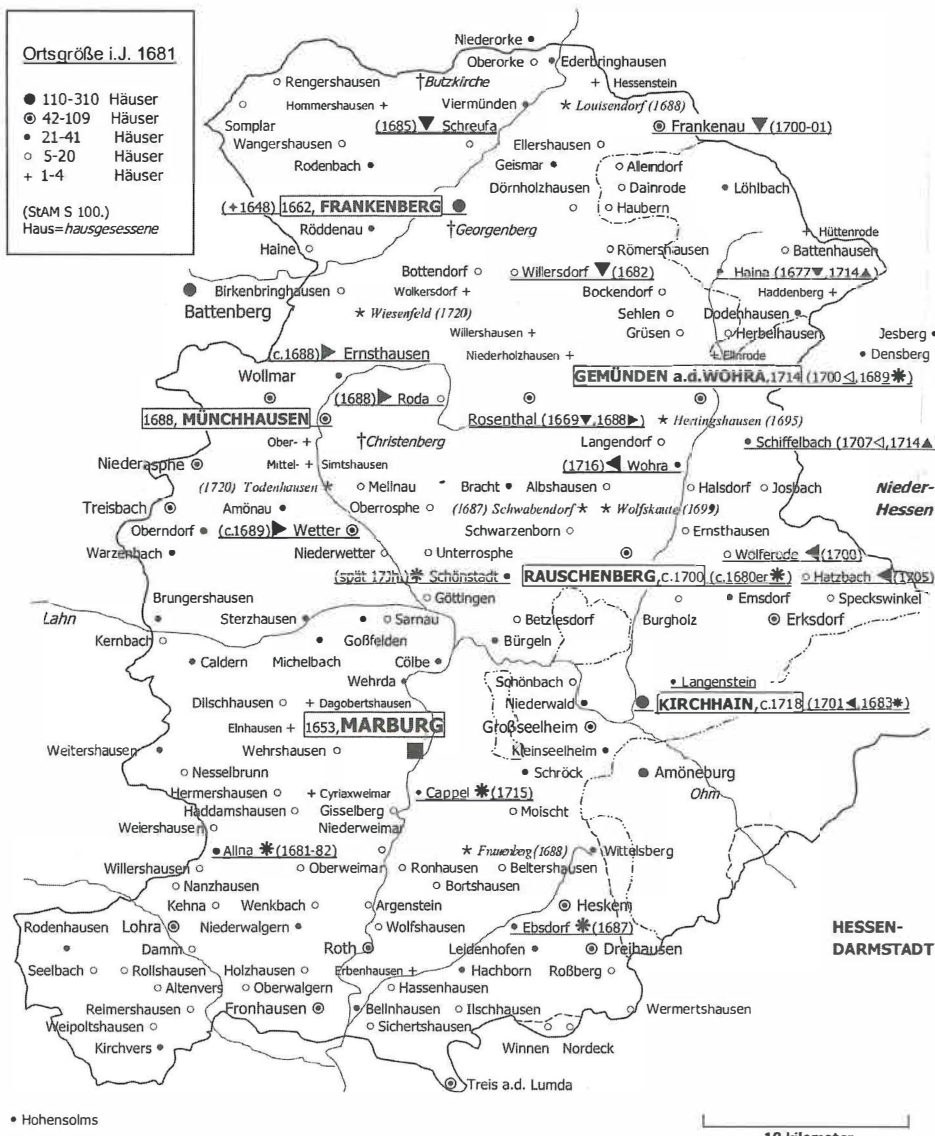 Ortsgröße i.J. 1681
● 110-310 Häuser
◉ 42-109 Häuser
• 21-41 Häuser
○ 5-20 Häuser
+ 1-4 Häuser
(StAM S 100.)
Haus=hausgesessene
Niederorke •
Oberorke ○ • Ederbringhausen
○ Rengershausen †Butzkirche + Hessenstein
Hommershausen + Viermünden * Louisendorf (1688)
Somplar (1685) ▼ Schreufa ◉ Frankenau ▼ (1700-01)
Wangershausen ○ Ellershausen ○
Rodenbach • Geismar • ○ Allendorf
Dörnholzhausen ○ Dainrode • Löhlbach
(+1648) 1662, FRANKENBERG ● ○ Haubern
Röddenau †Georgenberg + Hüttenrode
Haine ○ Römershausen Battenhausen
Bottendorf ○ ○ Willersdorf ▼ (1682) • Haina (1677▼,1714▲)
Birkenbringhausen ○ Wolkersdorf + Bockendorf ○ Haddenberg +
Battenberg * Wiesenfeld (1720) Sehlen ○ Dodenhausen
Willershausen + Grüsen ○ ○ Herbelhausen Jesberg •
(c.1688) ▶ Ernsthausen Niederholzhausen + + Ellnrode • Densberg
Wollmar GEMÜNDEN a.d.WOHRA,1714 (1700◁,1689✱)
(1688) ▶ Roda ○
1688, MÜNCHHAUSEN ◉ Rosenthal (1669▼,1688▶) * Hertingshausen (1695)
Ober- + †Christenberg Langendorf ○ • Schiffelbach (1707◁,1714▲
Niederasphe ◉ Mittel- + Simtshausen (1716) ◀ Wohra •
(1720) Todenhausen * ○ Mellnau Bracht • Albshausen ○ ○ Halsdorf ○ Josbach Nieder-
Treisbach ◉ Amönau • Oberrosphe ○ (1687) Schwabendorf * * Wolfskaute (1699) Hessen
Oberndorf • (c.1689) ▶ Wetter ◉ Schwarzenborn ○ ○ Ernsthausen
Warzenbach • Niederwetter ○ ○ Unterrosphe ○ Wolferode ◀ (1700)
✱ Schönstadt • RAUSCHENBERG, c.1700 (c.1680er ✱) ○ Hatzbach ◀ (1705)
Brungershausen ○ Göttingen • Emsdorf ○ Speckswinkel
Lahn Sterzhausen • ○ Sarnau ○ Betziesdorf Burgholz ◉ Erksdorf
Kernbach ○ Goßfelden • Bürgeln
• Caldern Michelbach Cölbe
Wehrda • Schönbach ○ • Langenstein
Dilschhausen ○ + Dagobertshausen Niederwald • KIRCHHAIN, c.1718 (1701◀,1683✱)
Elnhausen + 1653, MARBURG Großseelheim ◉
Weitershausen • Wehrshausen ○ Kleinseelheim •
○ Nesselbrunn • Schröck ● Amöneburg
Hermershausen ○ + Cyriaxweimar • Cappel ✱ (1715) Ohm
Haddamshausen Gisselberg ○ ○ Moischt
Weiershausen ○ Niederweimar
• Allna ✱ (1681-82) * Frauenberg (1688) • Wittelsberg
Willershausen ○ ○ Oberweimar ○ Ronhausen ○ Beltershausen
○ Nanzhausen ○ Bortshausen
Kehna ○ Wenkbach ○ ○ Argenstein ◉ Heskem
Rodenhausen Lohra ◉ Niederwalgern • ○ Wolfshausen • Ebsdorf ✱ (1687) HESSEN-
Damm ○ Roth ◉ Leidenhofen • ◉ Dreihausen DARMSTADT
Seelbach ○ ○ Rollshausen Holzhausen ○ Erbenhausen + • Hachborn Roßberg ○
○ Altenvers ○ Oberwalgern ○ Hassenhausen
Reimershausen ○ Fronhausen ◉ • Bellnhausen ○ Ilschhausen ○ Wermertshausen
Weipoltshausen ○ ○ Sichertshausen
Kirchvers • Winnen Nordeck
◉ Treis a.d. Lumda
• Hohensolms